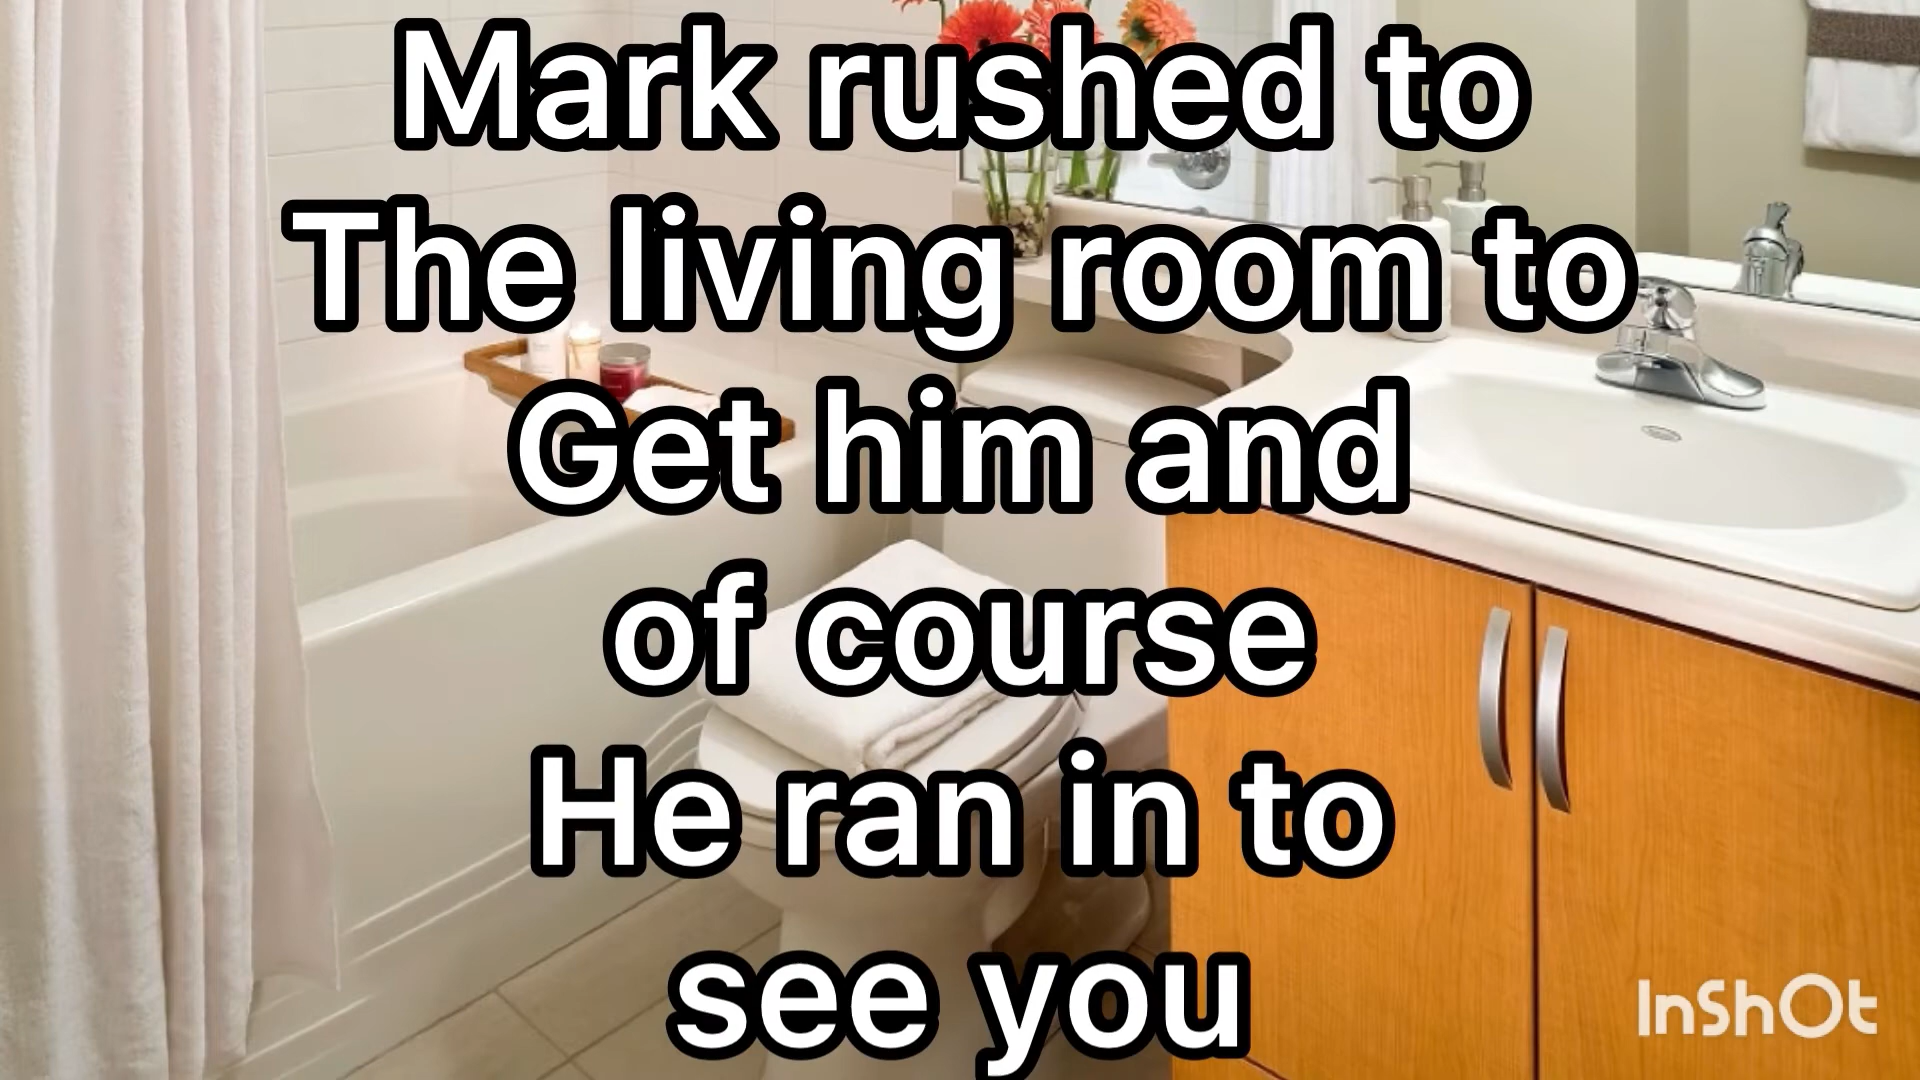 Mark rushed to
The living room to
Get him and
of course
He ran in to
see you
InShOt